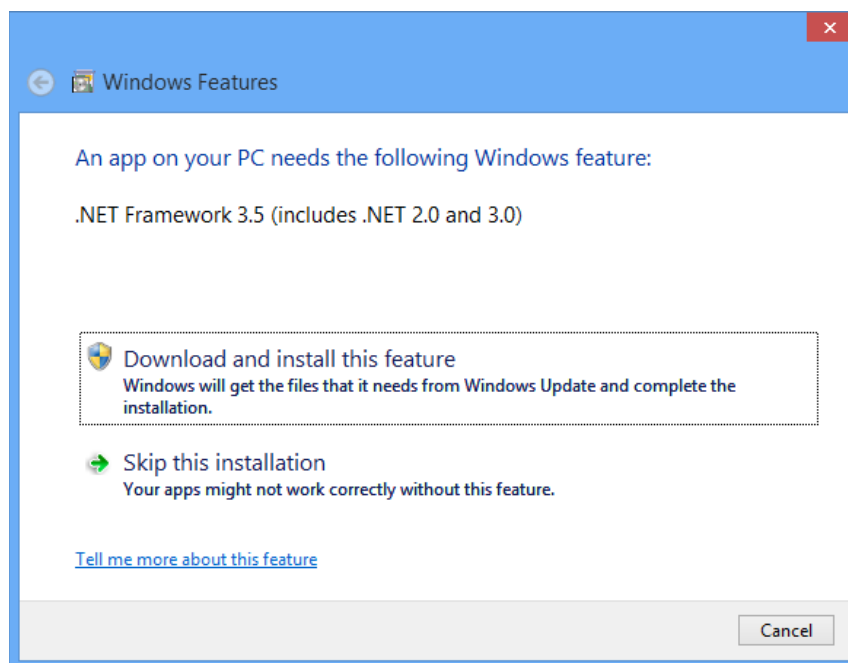 Windows Features
An app on your PC needs the following Windows feature:
.NET Framework 3.5 (includes .NET 2.0 and 3.0)
Download and install this feature
Windows will get the files that it needs from Windows Update and complete the
installation.
Skip this installation
Your apps might not work correctly without this feature.
Tell me more about this feature
Cancel